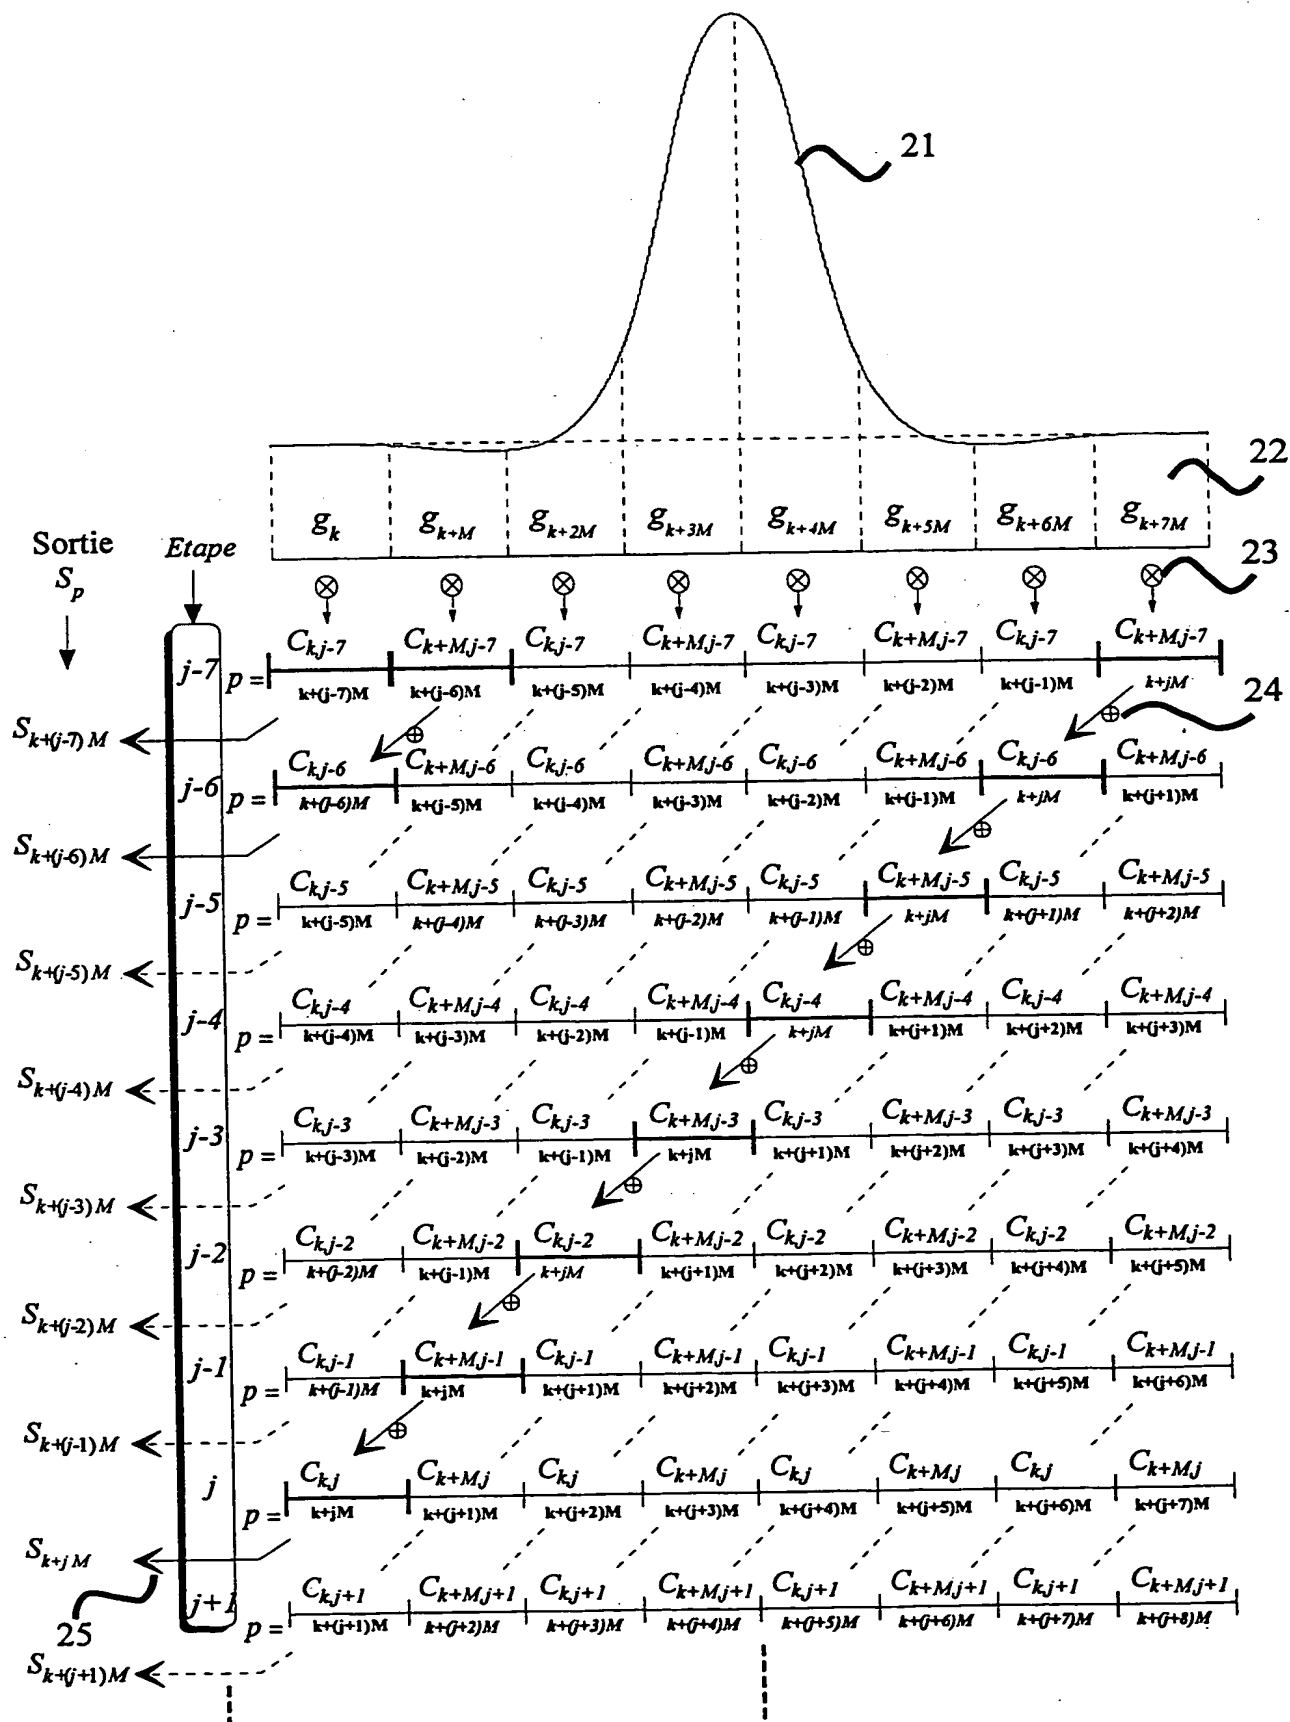 21
22
g_k g_{k+M} g_{k+2M} g_{k+3M} g_{k+4M} g_{k+5M} g_{k+6M} g_{k+7M}
Sortie Etape
S_p
23
C_{k,j-7} C_{k+M,j-7} C_{k,j-7} C_{k+M,j-7} C_{k,j-7} C_{k+M,j-7} C_{k,j-7} C_{k+M,j-7}
j-7 p = k+(j-7)M k+(j-6)M k+(j-5)M k+(j-4)M k+(j-3)M k+(j-2)M k+(j-1)M k+jM
24
S_{k+(j-7)M}
C_{k,j-6} C_{k+M,j-6} C_{k,j-6} C_{k+M,j-6} C_{k,j-6} C_{k+M,j-6} C_{k,j-6} C_{k+M,j-6}
j-6 p = k+(j-6)M k+(j-5)M k+(j-4)M k+(j-3)M k+(j-2)M k+(j-1)M k+jM k+(j+1)M
S_{k+(j-6)M}
C_{k,j-5} C_{k+M,j-5} C_{k,j-5} C_{k+M,j-5} C_{k,j-5} C_{k+M,j-5} C_{k,j-5} C_{k+M,j-5}
j-5 p = k+(j-5)M k+(j-4)M k+(j-3)M k+(j-2)M k+(j-1)M k+jM k+(j+1)M k+(j+2)M
S_{k+(j-5)M}
C_{k,j-4} C_{k+M,j-4} C_{k,j-4} C_{k+M,j-4} C_{k,j-4} C_{k+M,j-4} C_{k,j-4} C_{k+M,j-4}
j-4 p = k+(j-4)M k+(j-3)M k+(j-2)M k+(j-1)M k+jM k+(j+1)M k+(j+2)M k+(j+3)M
S_{k+(j-4)M}
C_{k,j-3} C_{k+M,j-3} C_{k,j-3} C_{k+M,j-3} C_{k,j-3} C_{k+M,j-3} C_{k,j-3} C_{k+M,j-3}
j-3 p = k+(j-3)M k+(j-2)M k+(j-1)M k+jM k+(j+1)M k+(j+2)M k+(j+3)M k+(j+4)M
S_{k+(j-3)M}
C_{k,j-2} C_{k+M,j-2} C_{k,j-2} C_{k+M,j-2} C_{k,j-2} C_{k+M,j-2} C_{k,j-2} C_{k+M,j-2}
j-2 p = k+(j-2)M k+(j-1)M k+jM k+(j+1)M k+(j+2)M k+(j+3)M k+(j+4)M k+(j+5)M
S_{k+(j-2)M}
C_{k,j-1} C_{k+M,j-1} C_{k,j-1} C_{k+M,j-1} C_{k,j-1} C_{k+M,j-1} C_{k,j-1} C_{k+M,j-1}
j-1 p = k+(j-1)M k+jM k+(j+1)M k+(j+2)M k+(j+3)M k+(j+4)M k+(j+5)M k+(j+6)M
S_{k+(j-1)M}
C_{k,j} C_{k+M,j} C_{k,j} C_{k+M,j} C_{k,j} C_{k+M,j} C_{k,j} C_{k+M,j}
j p = k+jM k+(j+1)M k+(j+2)M k+(j+3)M k+(j+4)M k+(j+5)M k+(j+6)M k+(j+7)M
S_{k+jM}
C_{k,j+1} C_{k+M,j+1} C_{k,j+1} C_{k+M,j+1} C_{k,j+1} C_{k+M,j+1} C_{k,j+1} C_{k+M,j+1}
j+1 p = k+(j+1)M k+(j+2)M k+(j+3)M k+(j+4)M k+(j+5)M k+(j+6)M k+(j+7)M k+(j+8)M
25
S_{k+(j+1)M}